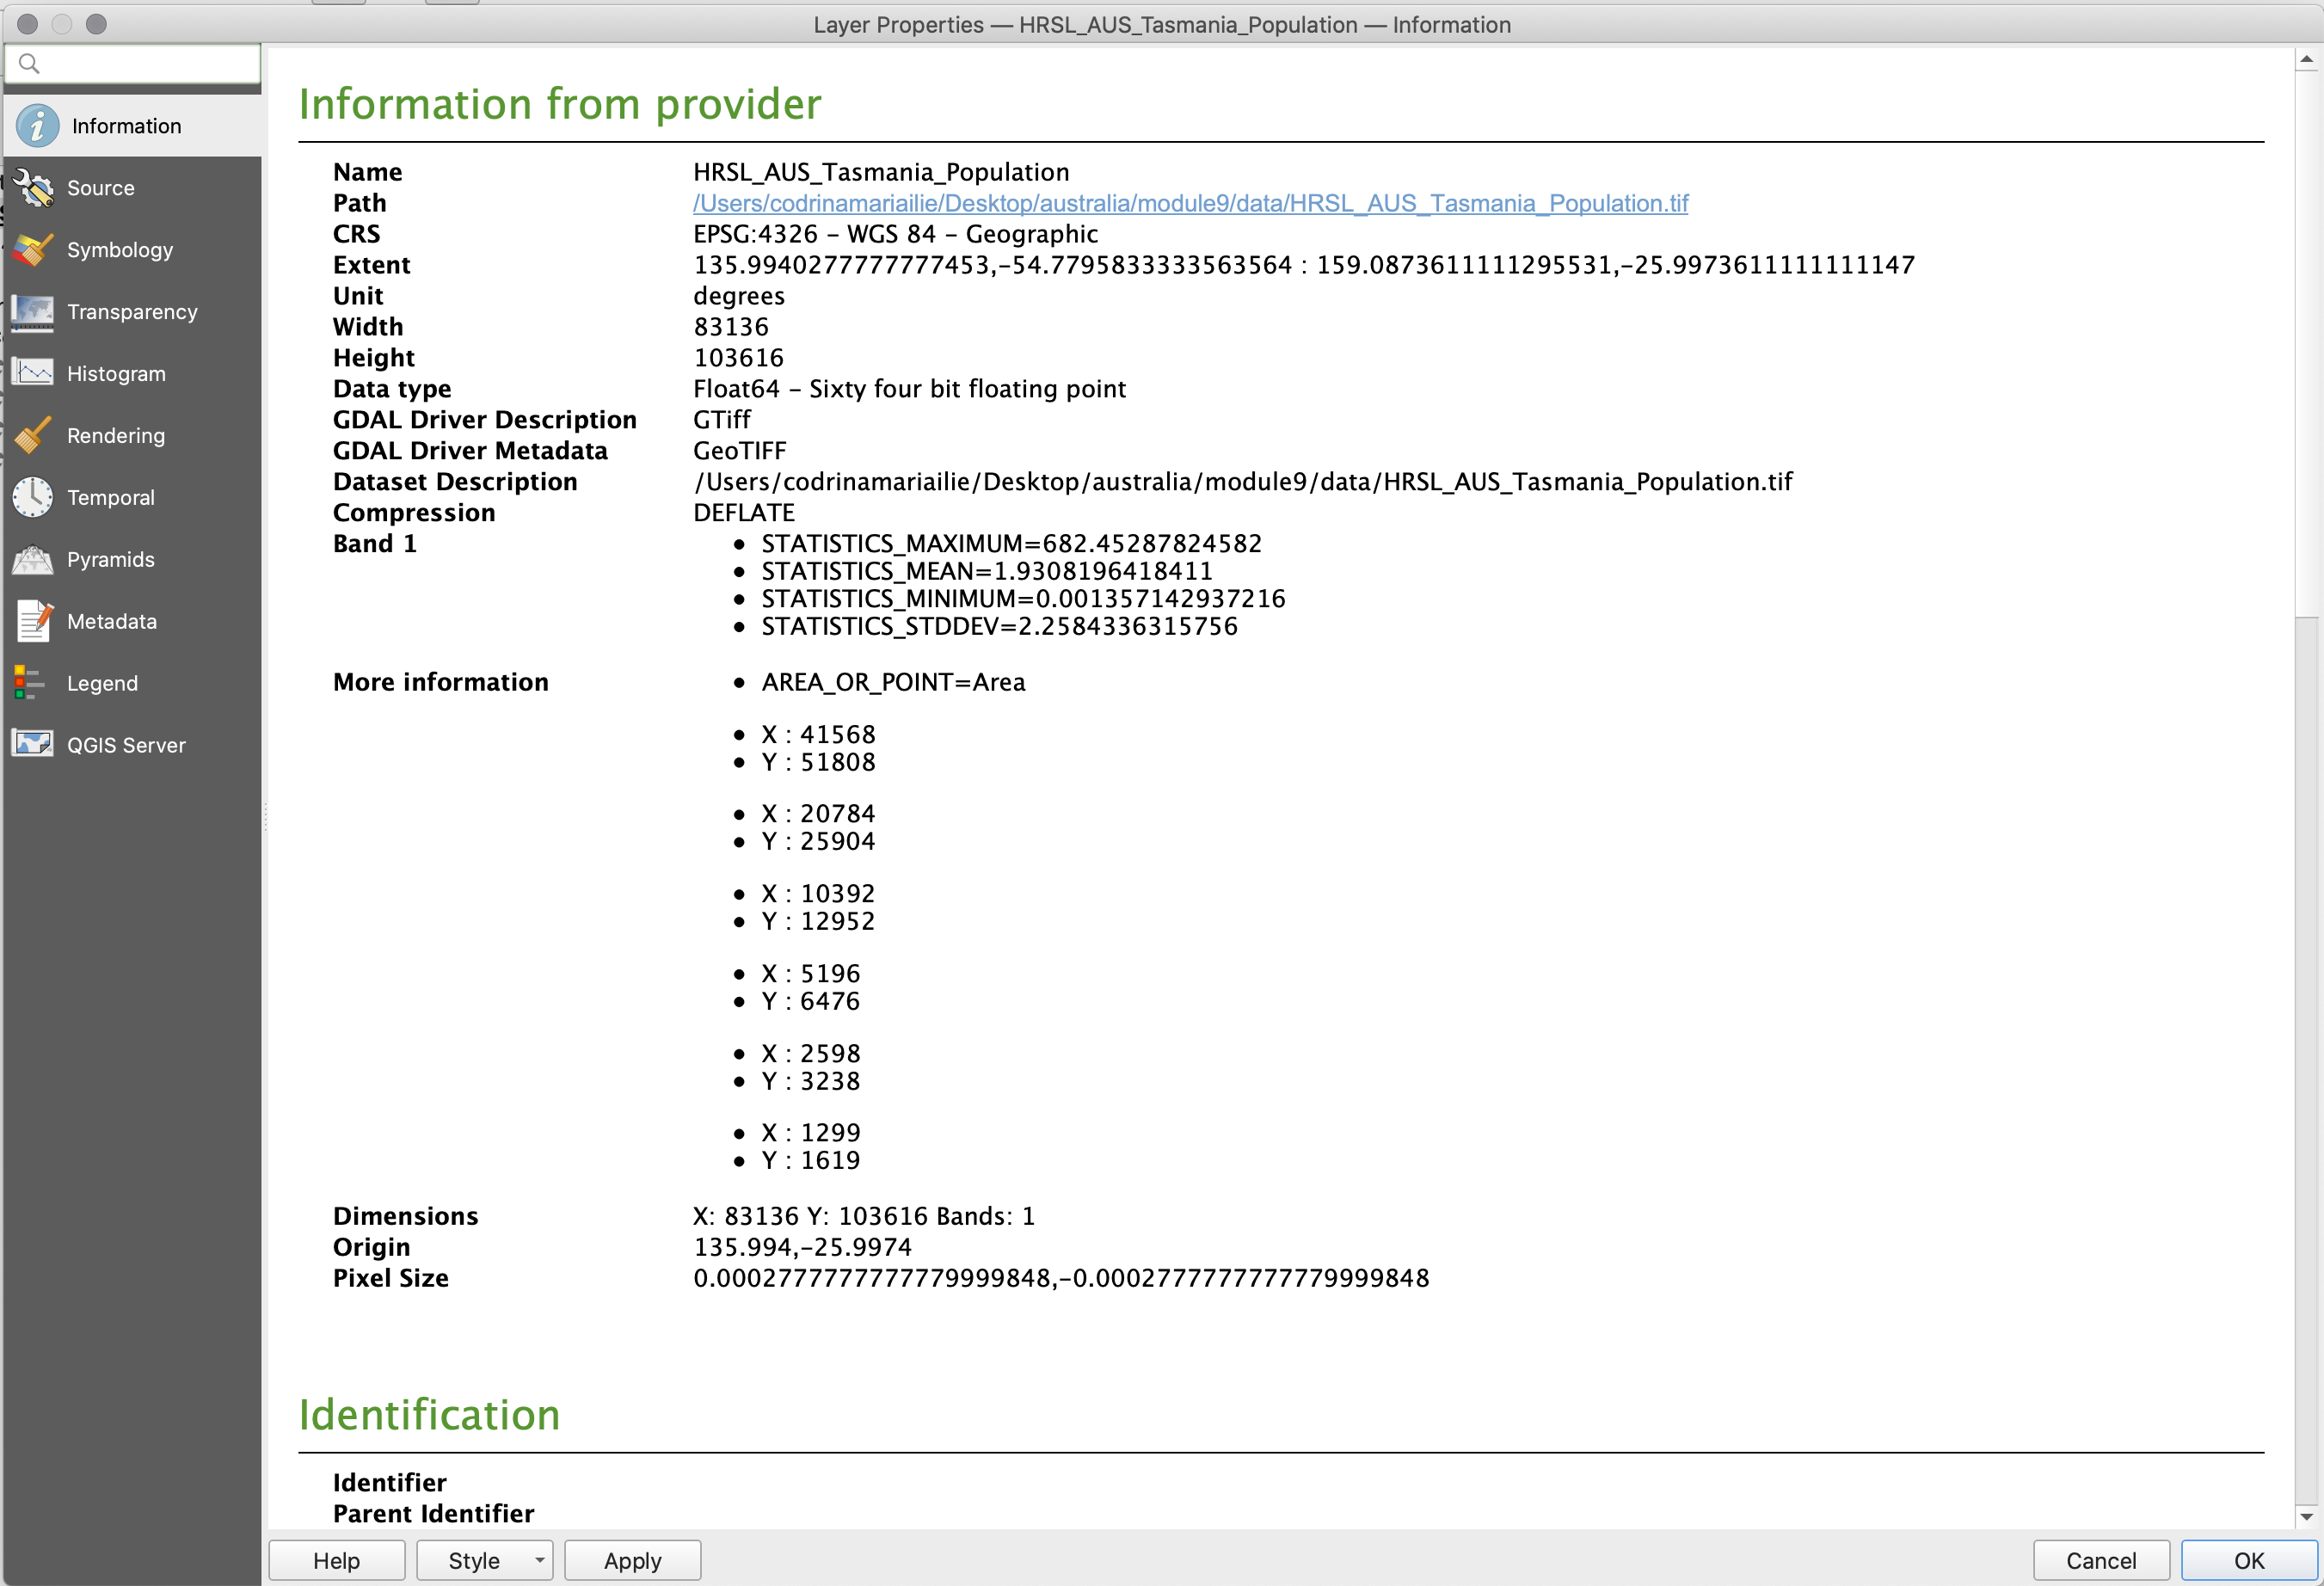 Layer Properties — HRSL_AUS_Tasmania_Population — Information
Information
Source
Symbology
Transparency
Histogram
Rendering
Temporal
Pyramids
Metadata
Legend
QGIS Server
Information from provider
Name HRSL_AUS_Tasmania_Population
Path /Users/codrinamariailie/Desktop/australia/module9/data/HRSL_AUS_Tasmania_Population.tif
CRS EPSG:4326 – WGS 84 – Geographic
Extent 135.9940277777777453,-54.7795833333563564 : 159.0873611111295531,-25.9973611111111147
Unit degrees
Width 83136
Height 103616
Data type Float64 – Sixty four bit floating point
GDAL Driver Description GTiff
GDAL Driver Metadata GeoTIFF
Dataset Description /Users/codrinamariailie/Desktop/australia/module9/data/HRSL_AUS_Tasmania_Population.tif
Compression DEFLATE
Band 1 • STATISTICS_MAXIMUM=682.45287824582
• STATISTICS_MEAN=1.9308196418411
• STATISTICS_MINIMUM=0.001357142937216
• STATISTICS_STDDEV=2.2584336315756
More information • AREA_OR_POINT=Area
• X : 41568
• Y : 51808
• X : 20784
• Y : 25904
• X : 10392
• Y : 12952
• X : 5196
• Y : 6476
• X : 2598
• Y : 3238
• X : 1299
• Y : 1619
Dimensions X: 83136 Y: 103616 Bands: 1
Origin 135.994,-25.9974
Pixel Size 0.0002777777777779999848,-0.0002777777777779999848
Identification
Identifier
Parent Identifier
Help
Style
Apply
Cancel
OK